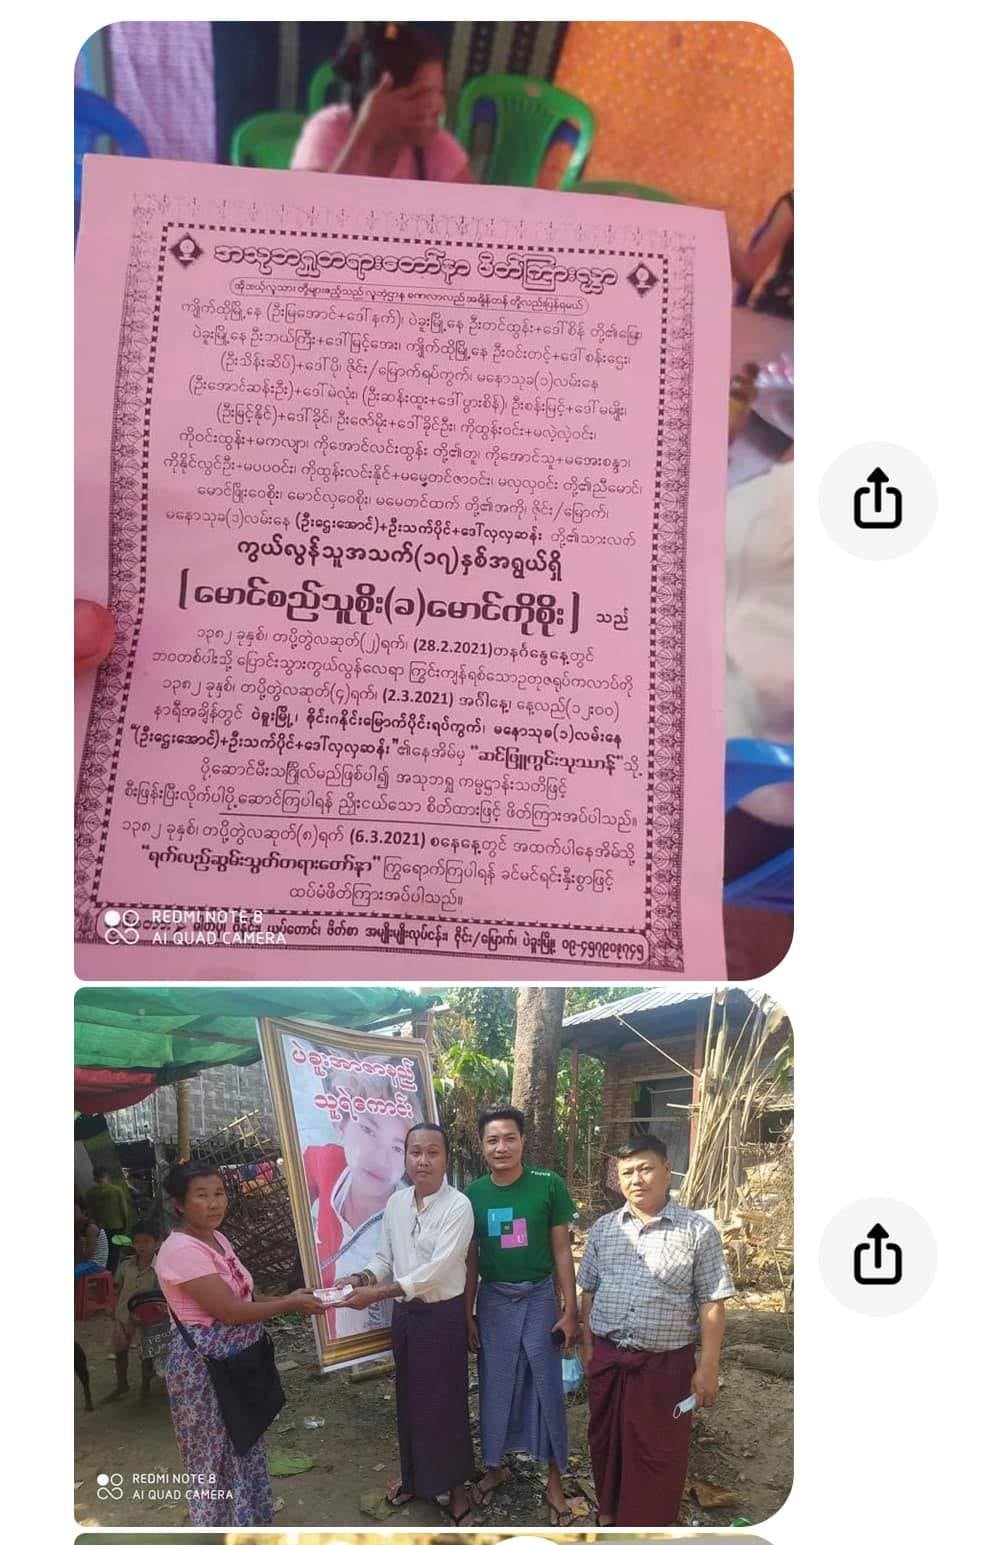 အသုဘရှုတရားတော်နာ ဖိတ်ကြားလွှာ
ကျိုက်ထိုမြို့နေ (ဦးမြအောင်+ဒေါ်နက်)၊ ပဲခူးမြို့နေ ဦးတင်ထွန်း+ဒေါ်စိန် တို့၏မြေး
ပဲခူးမြို့နေ ဦးဘယ်ကြီး+ဒေါ်မြင့်အေး၊ ကျိုက်ထိုမြို့နေ ဦးဝင်းတင့်+ဒေါ်စန်းဌေး၊
(ဦးသိန်းဆိပ်)+ဒေါ်ပို၊ ဇိုင်း/မြောက်ရပ်ကွက်၊ မနောသုခ(၁)လမ်းနေ
(ဦးအောင်ဆန်းဦး)+ဒေါ်မဲလုံး၊ (ဦးဆန်းထူး+ဒေါ်ပွားစိန်)၊ ဦးစန်းမြင့်+ဒေါ်မမျိုး၊
(ဦးမြင့်နိုင်)+ဒေါ်ခိုင်၊ ဦးဇော်မိုး+ဒေါ်ခိုင်ဦး၊ ကိုထွန်းဝင်း+မလဲ့လဲ့ဝင်း၊
ကိုဝင်းထွန်း+မကလျာ၊ ကိုအောင်လင်းထွန်း တို့၏တူ၊ ကိုအောင်သူ+မအေးစန္ဒာ၊
ကိုနိုင်လွင်ဦး+မပပဝင်း၊ ကိုထွန်းလင်းနိုင်+မမွှေတင်ဇာဝင်း၊ မလှလှဝင်း တို့၏ညီမောင်၊
မောင်ဖြိုးဝေစိုး၊ မောင်လှဝေစိုး၊ မမေတင်ထက် တို့၏အကို၊ ဇိုင်း/မြောက်၊
မနောသုခ(၁)လမ်းနေ (ဦးဌေးအောင်)+ဦးသက်ပိုင်+ဒေါ်လှလှဆန်း တို့၏သားလတ်
ကွယ်လွန်သူအသက်(၁၇)နှစ်အရွယ်ရှိ
[မောင်စည်သူစိုး(ခ)မောင်ကိုစိုး] သည်
၁၃၈၂ ခုနှစ်၊ တပို့တွဲလဆုတ်(၂)ရက်၊ (28.2.2021)တနင်္ဂနွေနေ့တွင်
ဘဝတစ်ပါးသို့ ပြောင်းသွားကွယ်လွန်လေရာ ကြွင်းကျန်ရစ်သောဥတုဇရုပ်ကလာပ်ကို
၁၃၈၂ ခုနှစ်၊ တပို့တွဲလဆုတ်(၄)ရက်၊ (2.3.2021) အင်္ဂါနေ့၊ နေ့လည်(၁၂း၀၀)
နာရီအချိန်တွင် ပဲခူးမြို့၊ ဇိုင်းဂနိုင်းမြောက်ပိုင်းရပ်ကွက်၊ မနောသုခ(၁)လမ်းနေ
"(ဦးဌေးအောင်)+ဦးသက်ပိုင်+ဒေါ်လှလှဆန်း"၏နေအိမ်မှ "ဆင်ဖြူကွင်းသုဿာန်"သို့
ပို့ဆောင်မီးသင်္ဂြိုလ်မည်ဖြစ်ပါ၍ အသုဘရှု ကမ္မဋ္ဌာန်းသတိဖြင့်
စီးဖြန်းပြီးလိုက်ပါပို့ဆောင်ကြပါရန် ညှိုးငယ်သော စိတ်ထားဖြင့် ဖိတ်ကြားအပ်ပါသည်။
၁၃၈၂ ခုနှစ်၊ တပို့တွဲလဆုတ်(၈)ရက် (6.3.2021) စနေနေ့တွင် အထက်ပါနေအိမ်သို့
"ရက်လည်ဆွမ်းသွတ်တရားတော်နာ" ကြွရောက်ကြပါရန် ခင်မင်ရင်းနှီးစွာဖြင့်
ထပ်မံဖိတ်ကြားအပ်ပါသည်။
ယပ်တောင်၊ ဖိတ်စာ အမျိုးမျိုးလုပ်ငန်း။ ဇိုင်း/မြောက်၊ ပဲခူးမြို့၊
REDMI NOTE 8
AI QUAD CAMERA
ပဲခူးအာဇာနည်
သူရဲကောင်း
FOCUS
I
U
REDMI NOTE 8
AI QUAD CAMERA